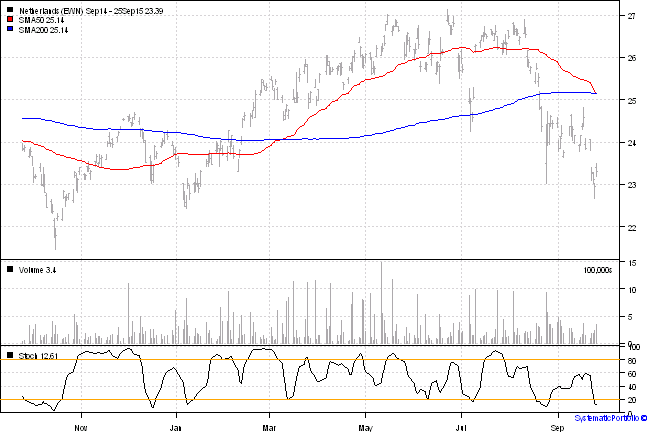 Netherlands (EWN) Sep14 - 25Sep15 23.39
SMA50 25.14
SMA200 25.14
27
26
25
24
23
22
Volume 3.4
100,000s
15
10
5
0
Stoch 12.61
100
80
60
40
20
0
Nov
Jan
Mar
May
Jul
Sep
SystematicPortfolio ©